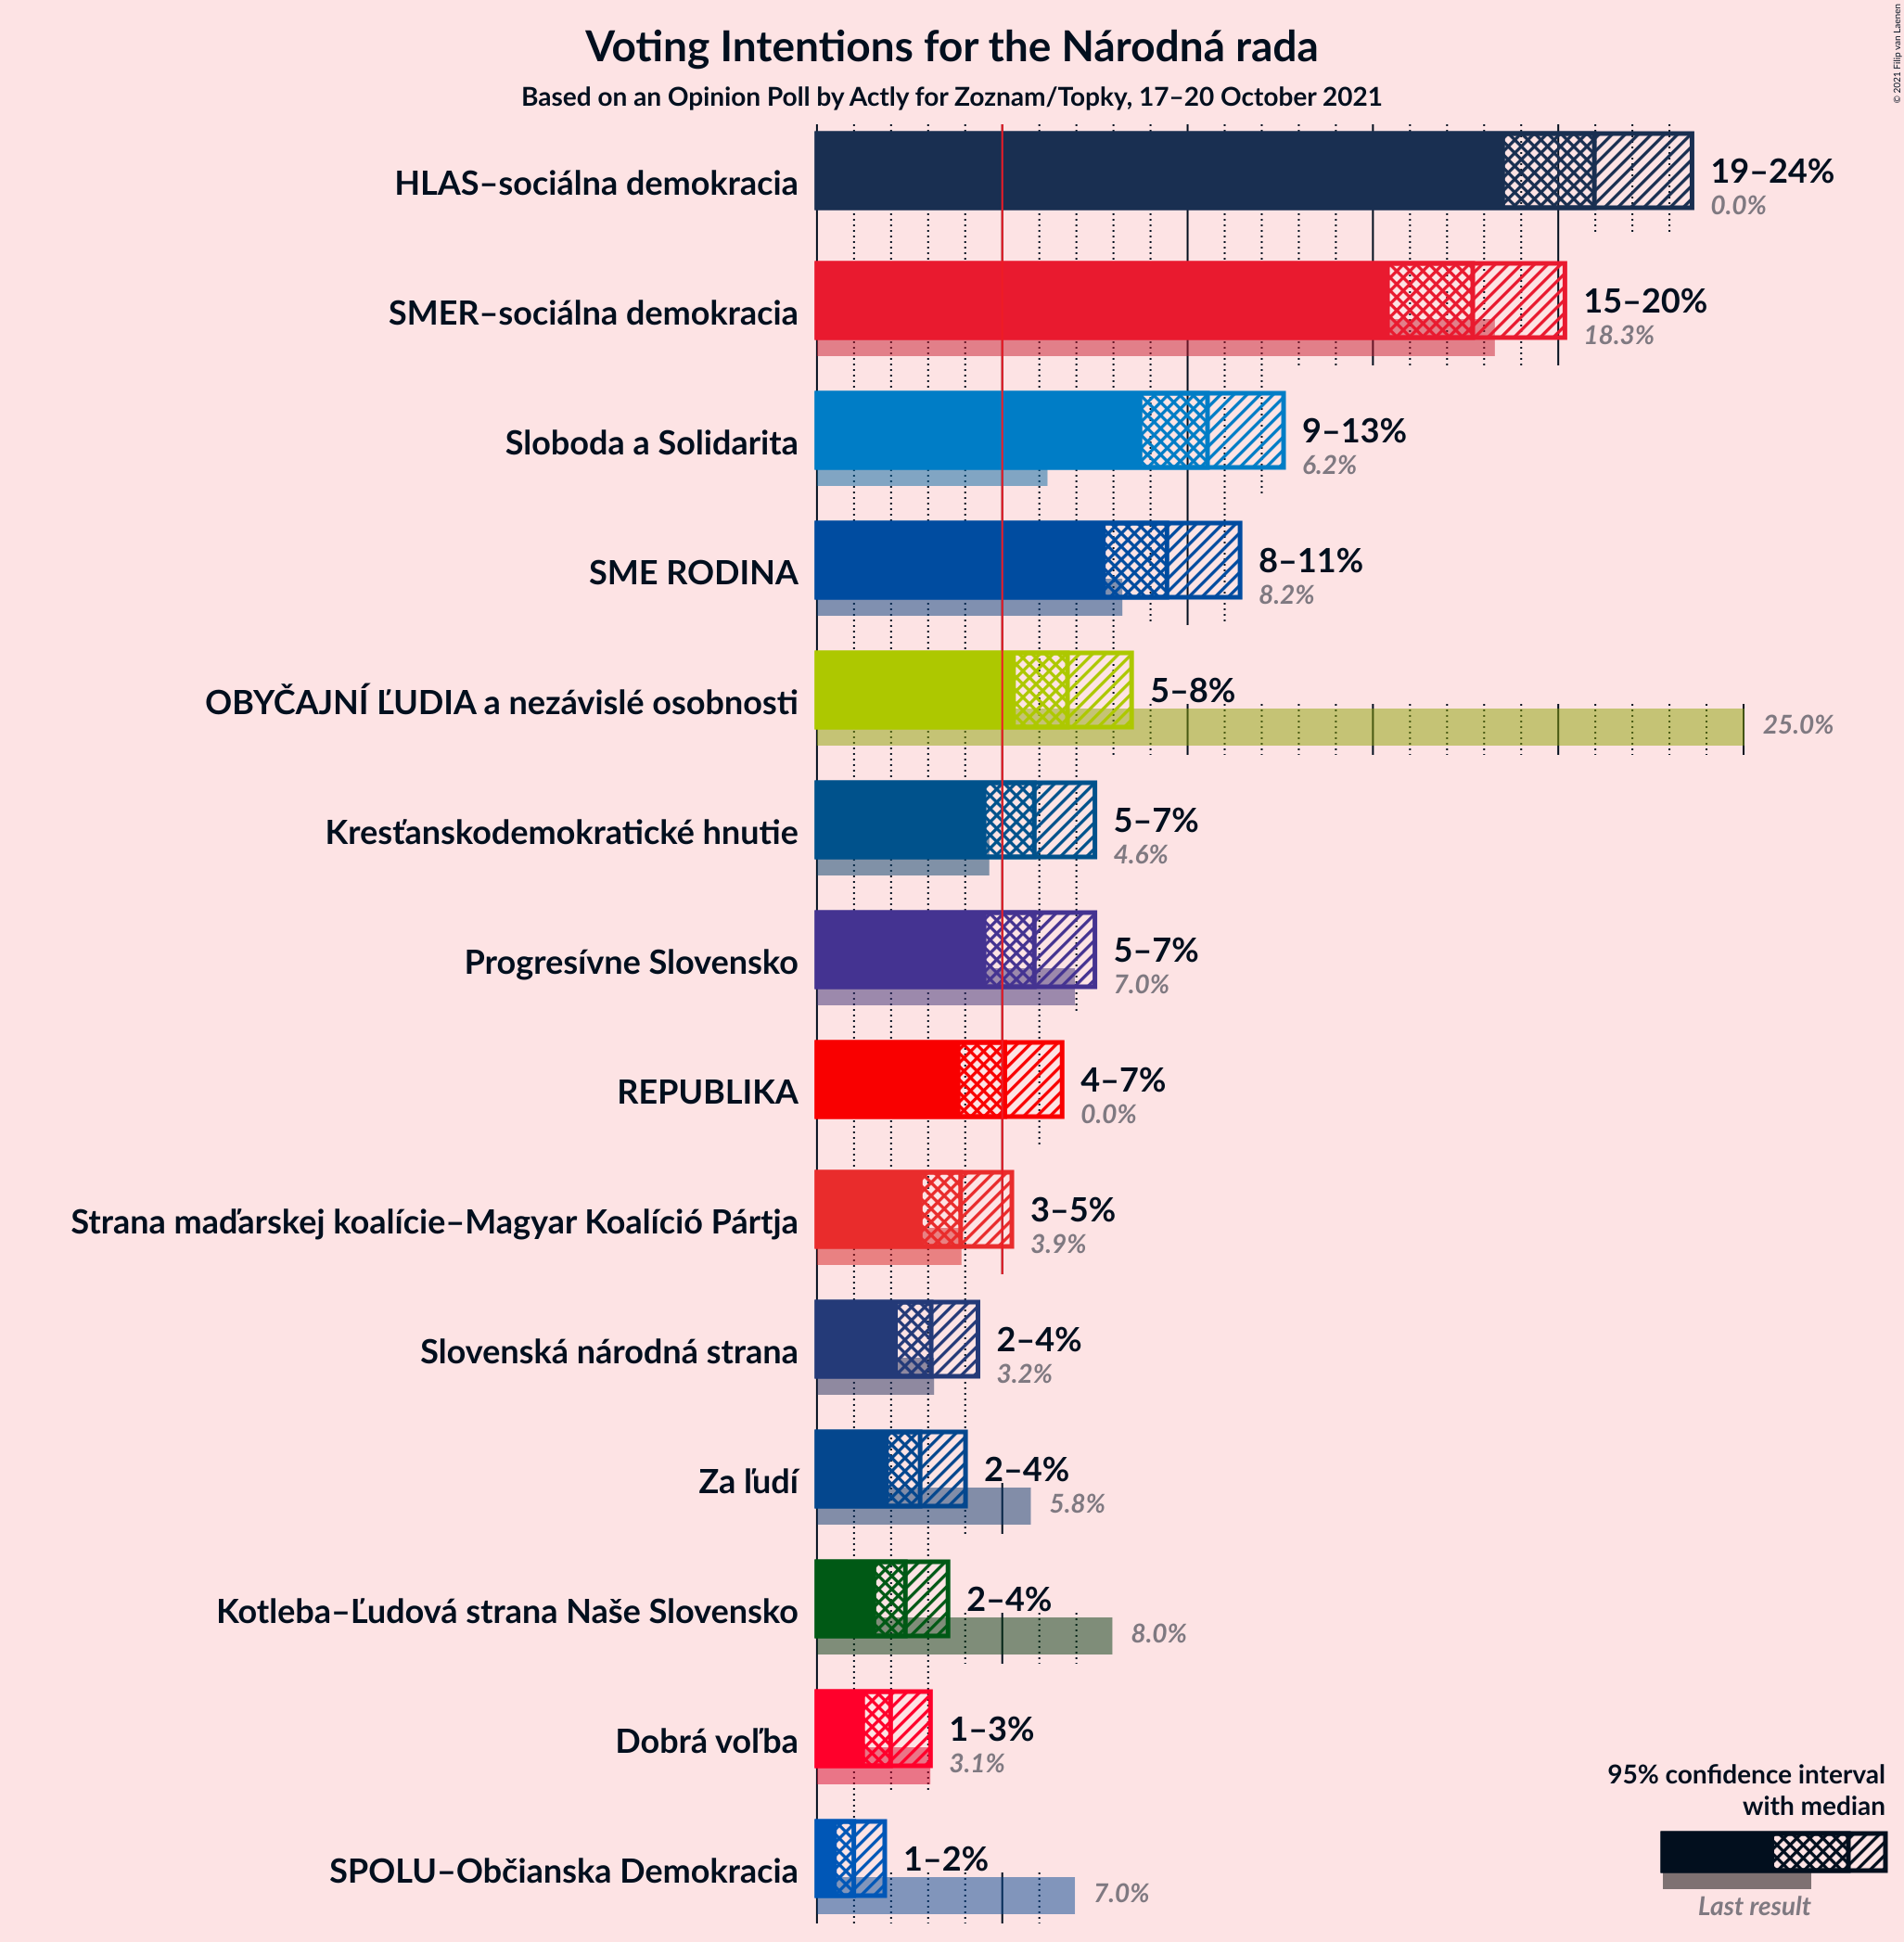 Voting Intentions for the Národná rada
Based on an Opinion Poll by Actly for Zoznam/Topky, 17–20 October 2021
© 2021 Filip van Laenen
HLAS–sociálna demokracia
19–24%
0.0%
SMER–sociálna demokracia
15–20%
18.3%
Sloboda a Solidarita
9–13%
6.2%
SME RODINA
8–11%
8.2%
OBYČAJNÍ ĽUDIA a nezávislé osobnosti
5–8%
25.0%
Kresťanskodemokratické hnutie
5–7%
4.6%
Progresívne Slovensko
5–7%
7.0%
REPUBLIKA
4–7%
0.0%
Strana maďarskej koalície–Magyar Koalíció Pártja
3–5%
3.9%
Slovenská národná strana
2–4%
3.2%
Za ľudí
2–4%
5.8%
Kotleba–Ľudová strana Naše Slovensko
2–4%
8.0%
Dobrá voľba
1–3%
3.1%
SPOLU–Občianska Demokracia
1–2%
7.0%
95% confidence interval
with median
Last result